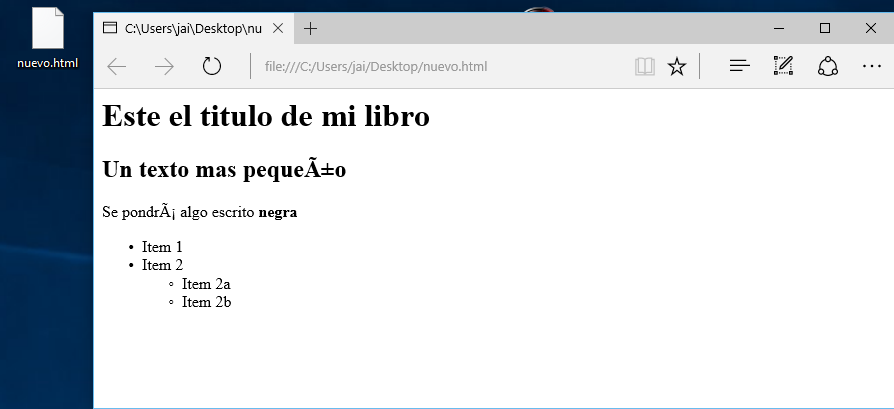 nuevo.html
C:\Users\jai\Desktop\nu
file:///C:/Users/jai/Desktop/nuevo.html
Este el titulo de mi libro
Un texto mas pequeÃ±o
Se pondrÃ¡ algo escrito negra
Item 1
Item 2
Item 2a
Item 2b